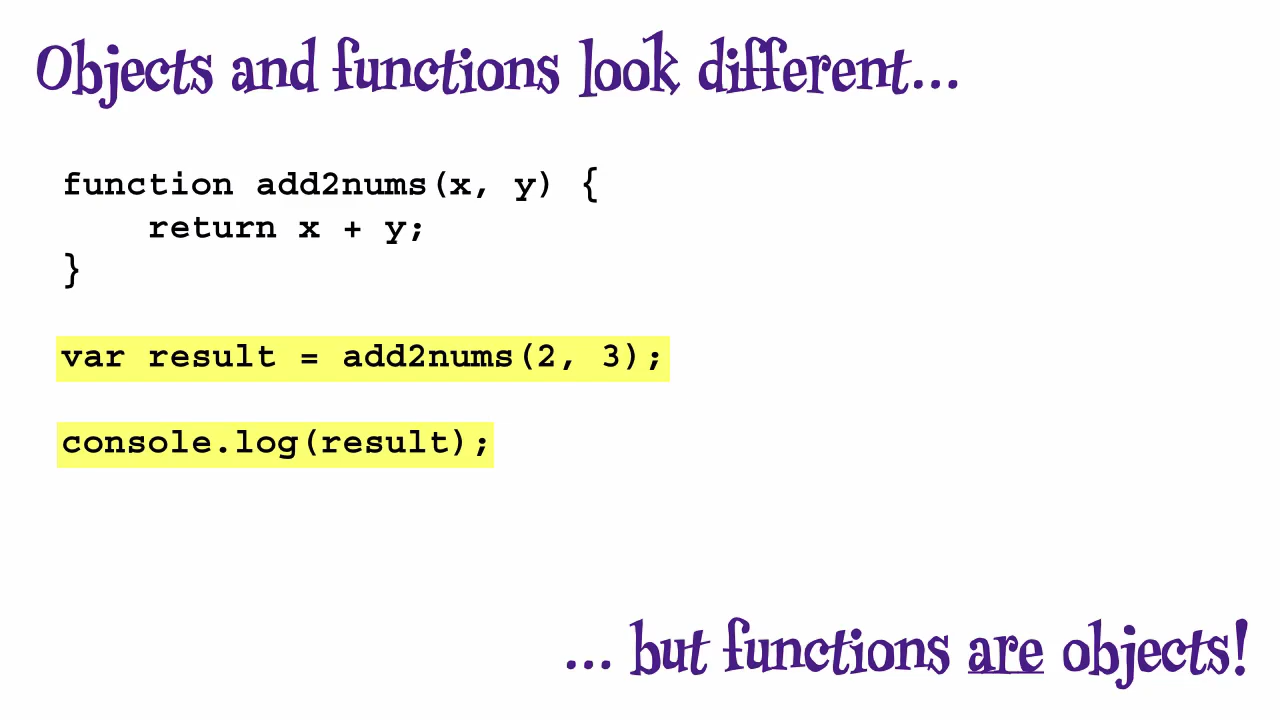 Objects and functions look different...
function add2nums(x, y) {
    return x + y;
}
var result = add2nums(2, 3);
console.log(result);
... but functions are objects!